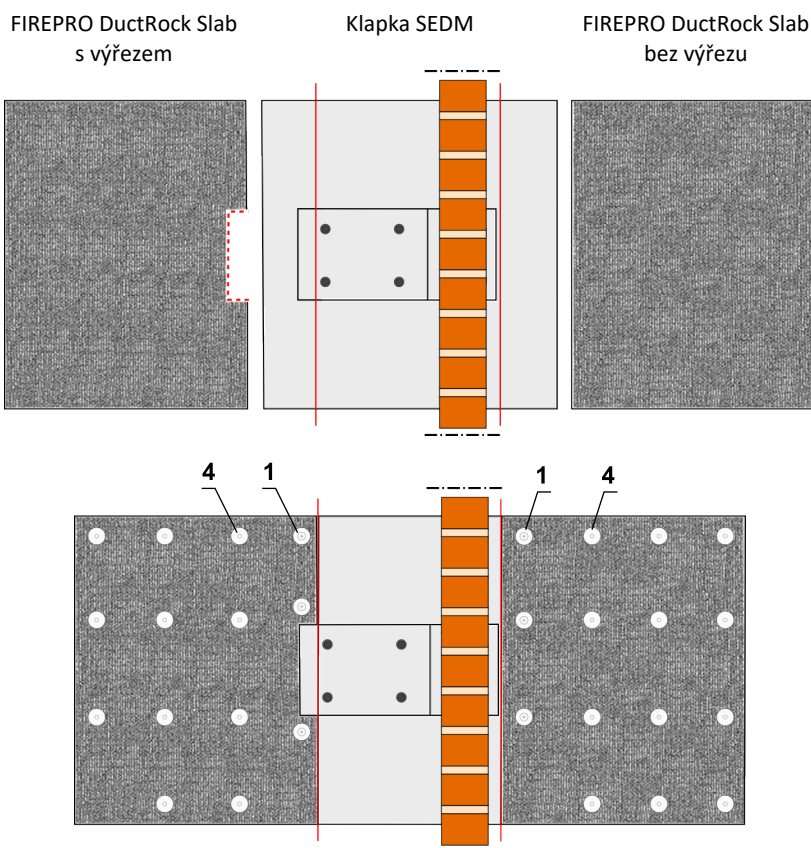 FIREPRO DuctRock Slab
s výřezem
Klapka SEDM
FIREPRO DuctRock Slab
bez výřezu
4
1
1
4